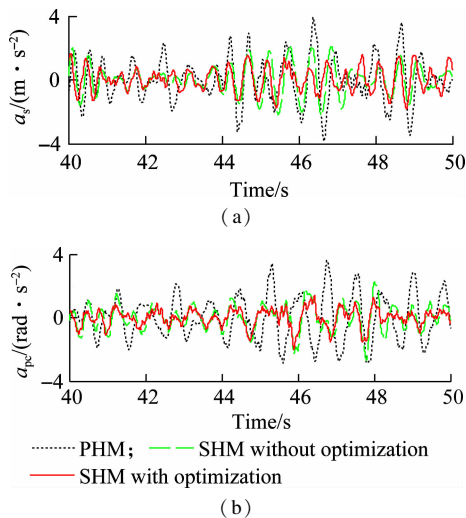 4
0
−4
a_s/(m·s⁻²)
40 42 44 46 48 50
Time/s
(a)
4
0
−4
a_pc/(rad·s⁻²)
40 42 44 46 48 50
Time/s
PHM; SHM without optimization
SHM with optimization
(b)